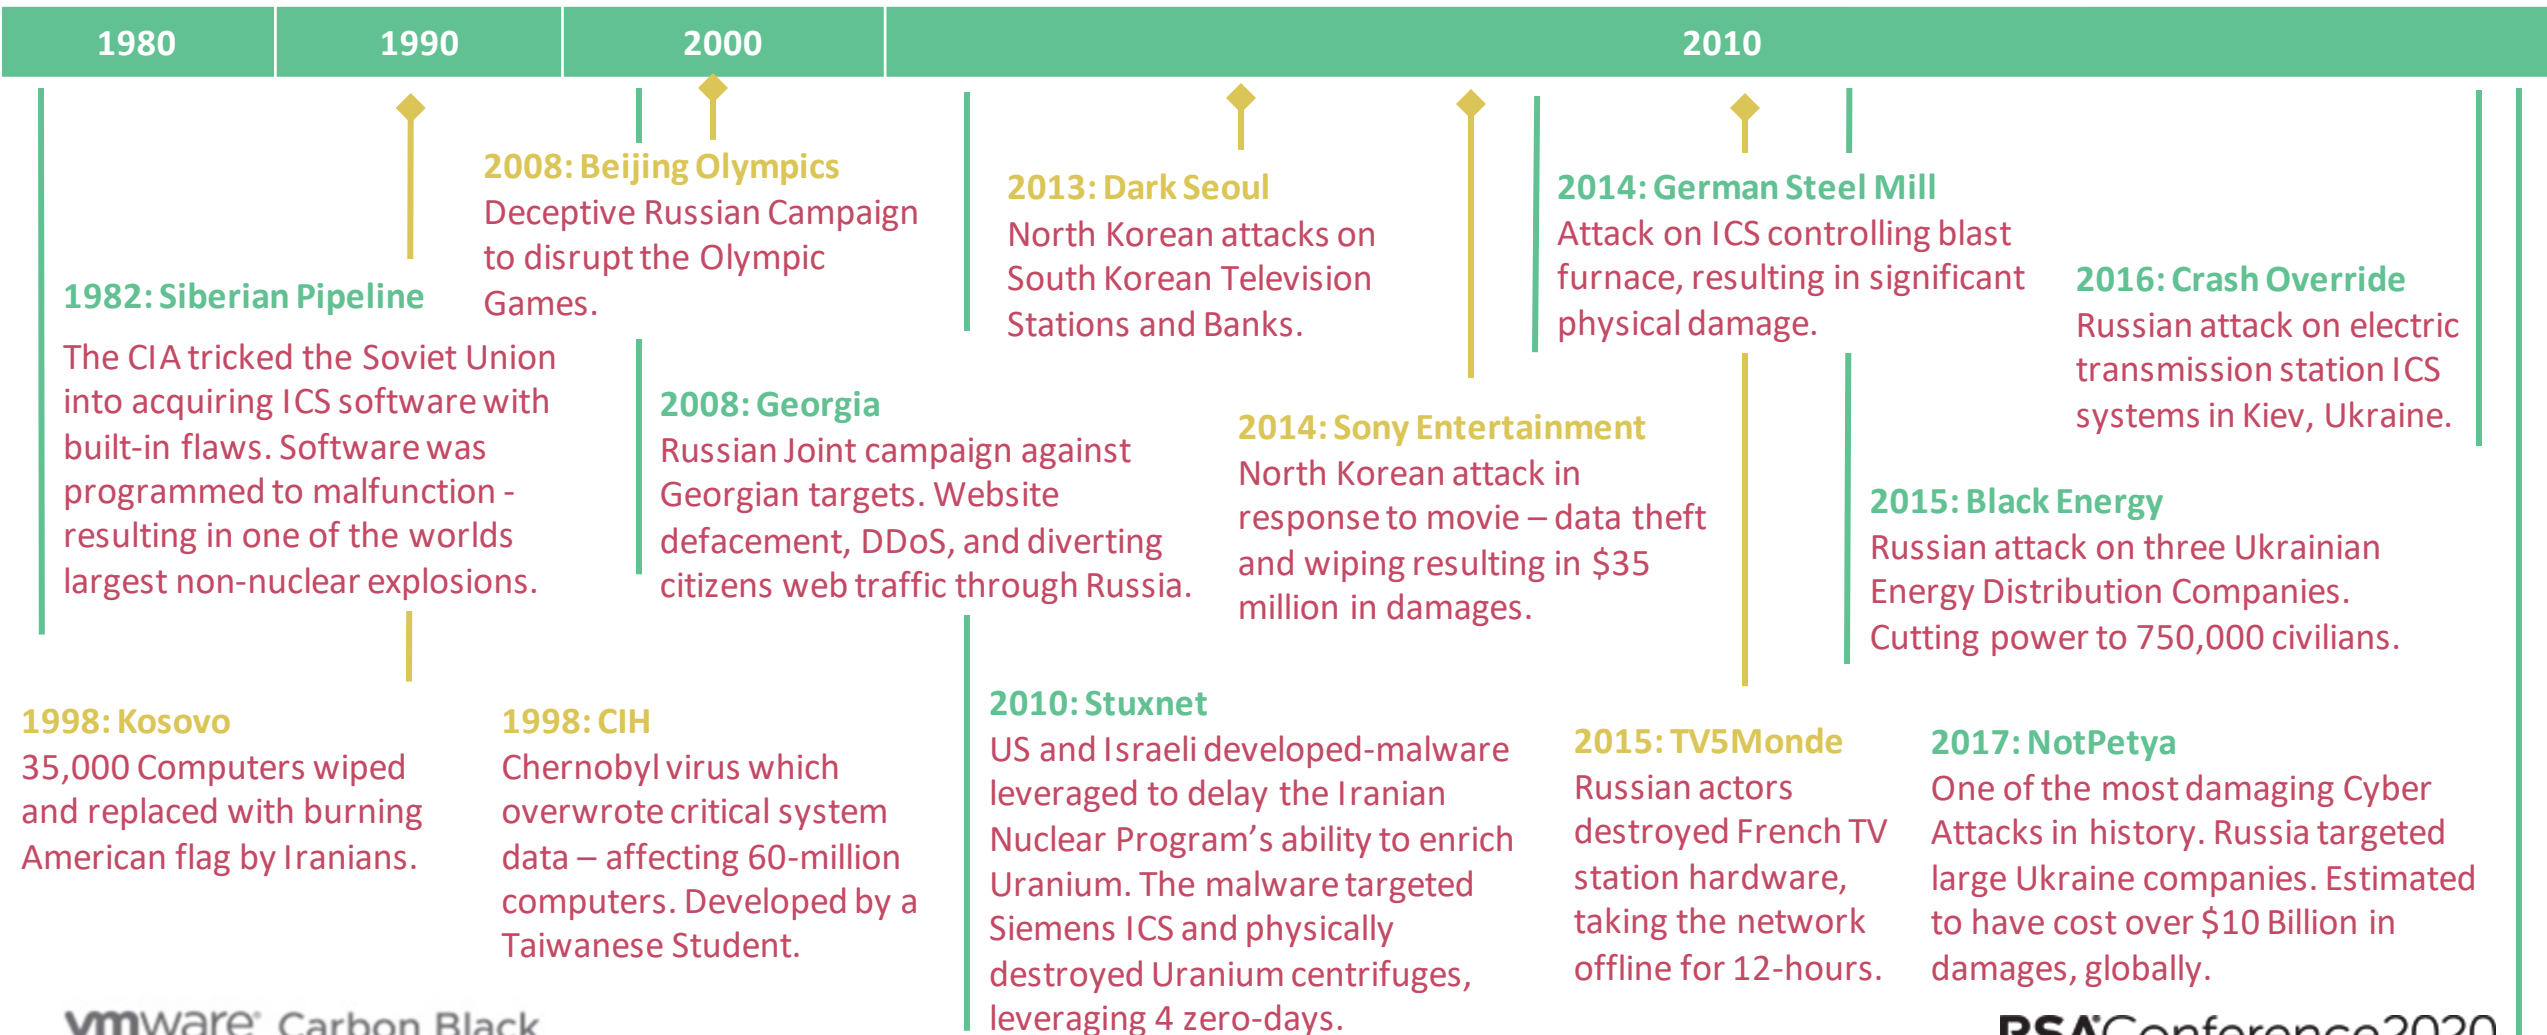 1980
1990
2000
2010
1982: Siberian Pipeline
The CIA tricked the Soviet Union
into acquiring ICS software with
built-in flaws. Software was
programmed to malfunction -
resulting in one of the worlds
largest non-nuclear explosions.
1998: Kosovo
35,000 Computers wiped
and replaced with burning
American flag by Iranians.
1998: CIH
Chernobyl virus which
overwrote critical system
data – affecting 60-million
computers. Developed by a
Taiwanese Student.
2008: Beijing Olympics
Deceptive Russian Campaign
to disrupt the Olympic
Games.
2008: Georgia
Russian Joint campaign against
Georgian targets. Website
defacement, DDoS, and diverting
citizens web traffic through Russia.
2010: Stuxnet
US and Israeli developed-malware
leveraged to delay the Iranian
Nuclear Program’s ability to enrich
Uranium. The malware targeted
Siemens ICS and physically
destroyed Uranium centrifuges,
leveraging 4 zero-days.
2013: Dark Seoul
North Korean attacks on
South Korean Television
Stations and Banks.
2014: Sony Entertainment
North Korean attack in
response to movie – data theft
and wiping resulting in $35
million in damages.
2014: German Steel Mill
Attack on ICS controlling blast
furnace, resulting in significant
physical damage.
2015: TV5Monde
Russian actors
destroyed French TV
station hardware,
taking the network
offline for 12-hours.
2015: Black Energy
Russian attack on three Ukrainian
Energy Distribution Companies.
Cutting power to 750,000 civilians.
2016: Crash Override
Russian attack on electric
transmission station ICS
systems in Kiev, Ukraine.
2017: NotPetya
One of the most damaging Cyber
Attacks in history. Russia targeted
large Ukraine companies. Estimated
to have cost over $10 Billion in
damages, globally.
vmware Carbon Black
RSAConference2020